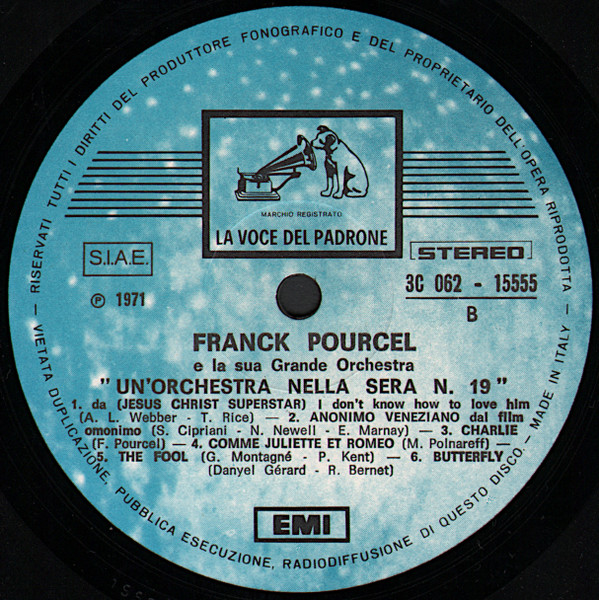 RISERVATI TUTTI I DIRITTI DEL PRODUTTORE FONOGRAFICO E DEL PROPRIETARIO DELL'OPERA RIPRODOTTA —
MARCHIO REGISTRATO
LA VOCE DEL PADRONE
S.I.A.E.
STEREO
℗ 1971
3C 062 - 15555
B
FRANCK POURCEL
e la sua Grande Orchestra
"UN'ORCHESTRA NELLA SERA N. 19"
1. da (JESUS CHRIST SUPERSTAR) I don't know how to love him
(A. L. Webber - T. Rice) — 2. ANONIMO VENEZIANO dal film
omonimo (S. Cipriani - N. Newell - E. Marnay) — 3. CHARLIE
(F. Pourcel) — 4. COMME JULIETTE ET ROMEO (M. Polnareff) —
5. THE FOOL (G. Montagné - P. Kent) — 6. BUTTERFLY
(Danyel Gérard - R. Bernet)
EMI
— VIETATA DUPLICAZIONE, PUBBLICA ESECUZIONE, RADIODIFFUSIONE DI QUESTO DISCO — MADE IN ITALY —